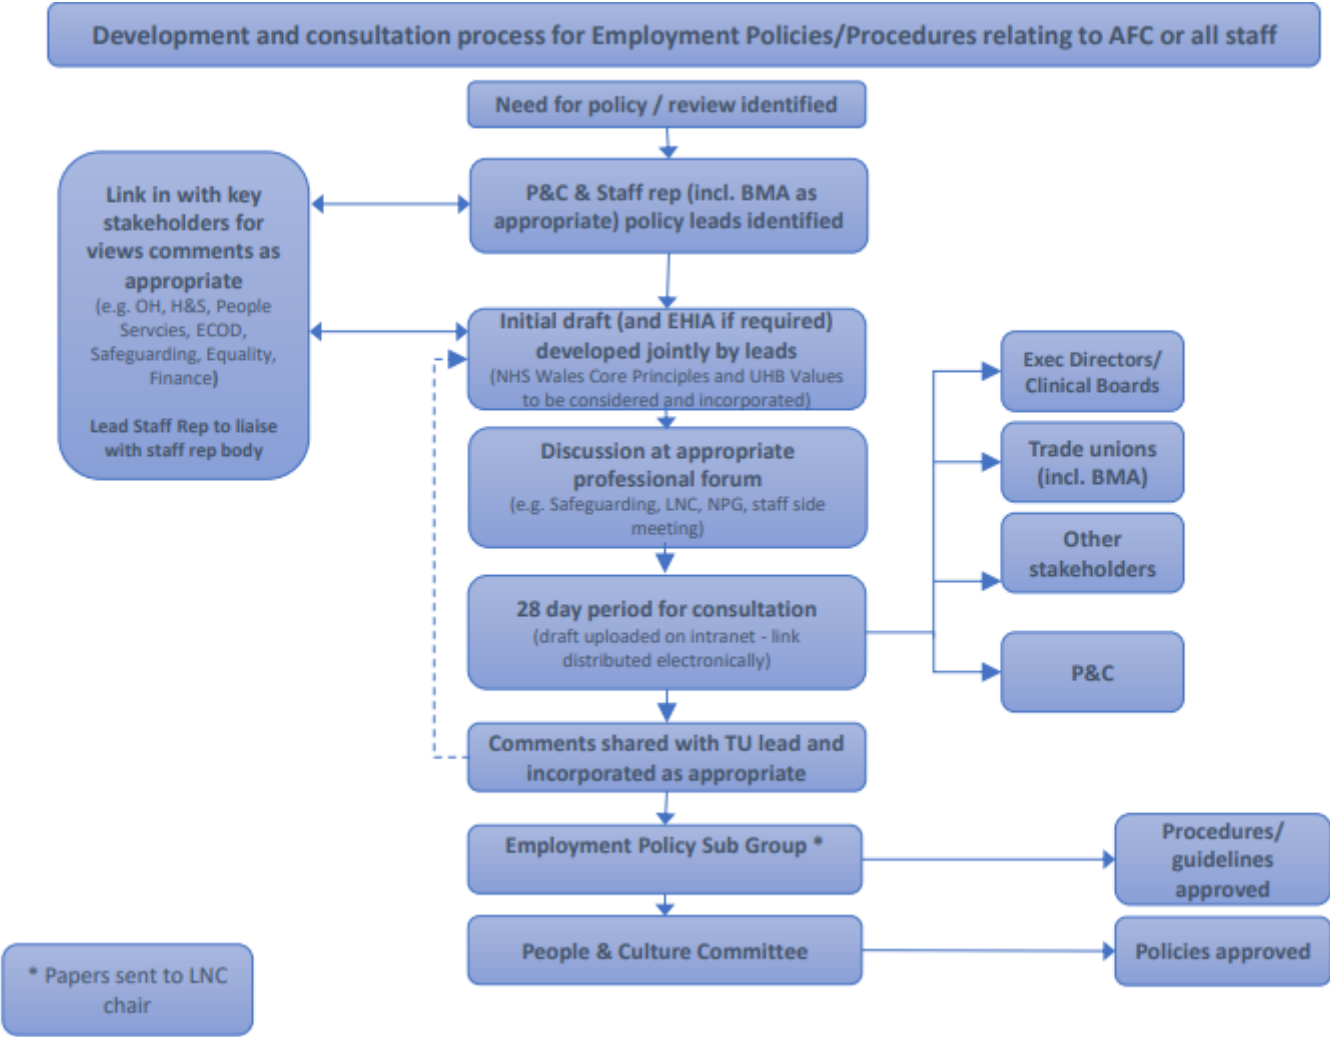 Development and consultation process for Employment Policies/Procedures relating to AFC or all staff
Need for policy / review identified
P&C & Staff rep (incl. BMA as
appropriate) policy leads identified
Link in with key
stakeholders for
views comments as
appropriate
(e.g. OH, H&S, People
Servcies, ECOD,
Safeguarding, Equality,
Finance)
Lead Staff Rep to liaise
with staff rep body
Initial draft (and EHIA if required)
developed jointly by leads
(NHS Wales Core Principles and UHB Values
to be considered and incorporated)
Discussion at appropriate
professional forum
(e.g. Safeguarding, LNC, NPG, staff side
meeting)
28 day period for consultation
(draft uploaded on intranet - link
distributed electronically)
Exec Directors/
Clinical Boards
Trade unions
(incl. BMA)
Other
stakeholders
P&C
Comments shared with TU lead and
incorporated as appropriate
Employment Policy Sub Group *
Procedures/
guidelines
approved
People & Culture Committee
Policies approved
* Papers sent to LNC
chair